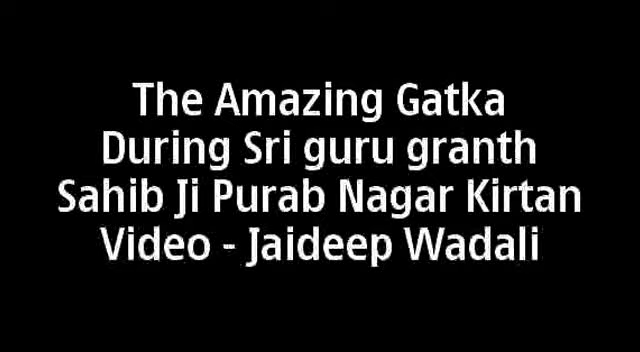 The Amazing Gatka
During Sri guru granth
Sahib Ji Purab Nagar Kirtan
Video - Jaideep Wadali